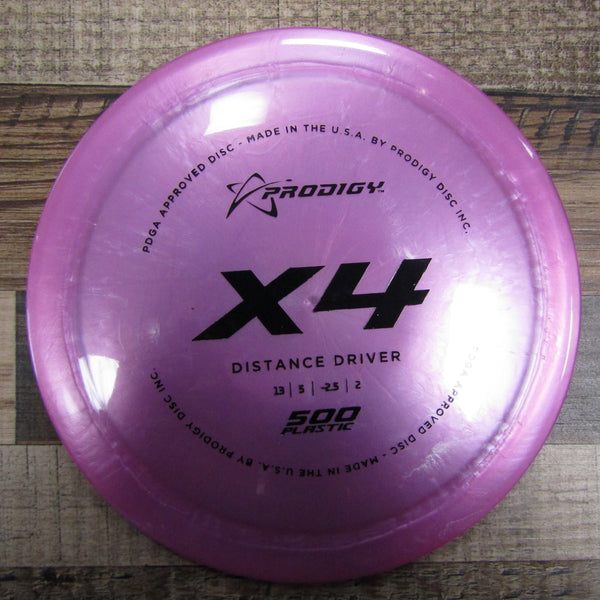 PDGA APPROVED DISC - MADE IN THE U.S.A. BY PRODIGY DISC INC.
PRODIGY™
X4
DISTANCE DRIVER
13 | 5 | -2.5 | 2
500
PLASTIC
PDGA APPROVED DISC - MADE IN THE U.S.A. BY PRODIGY DISC INC.